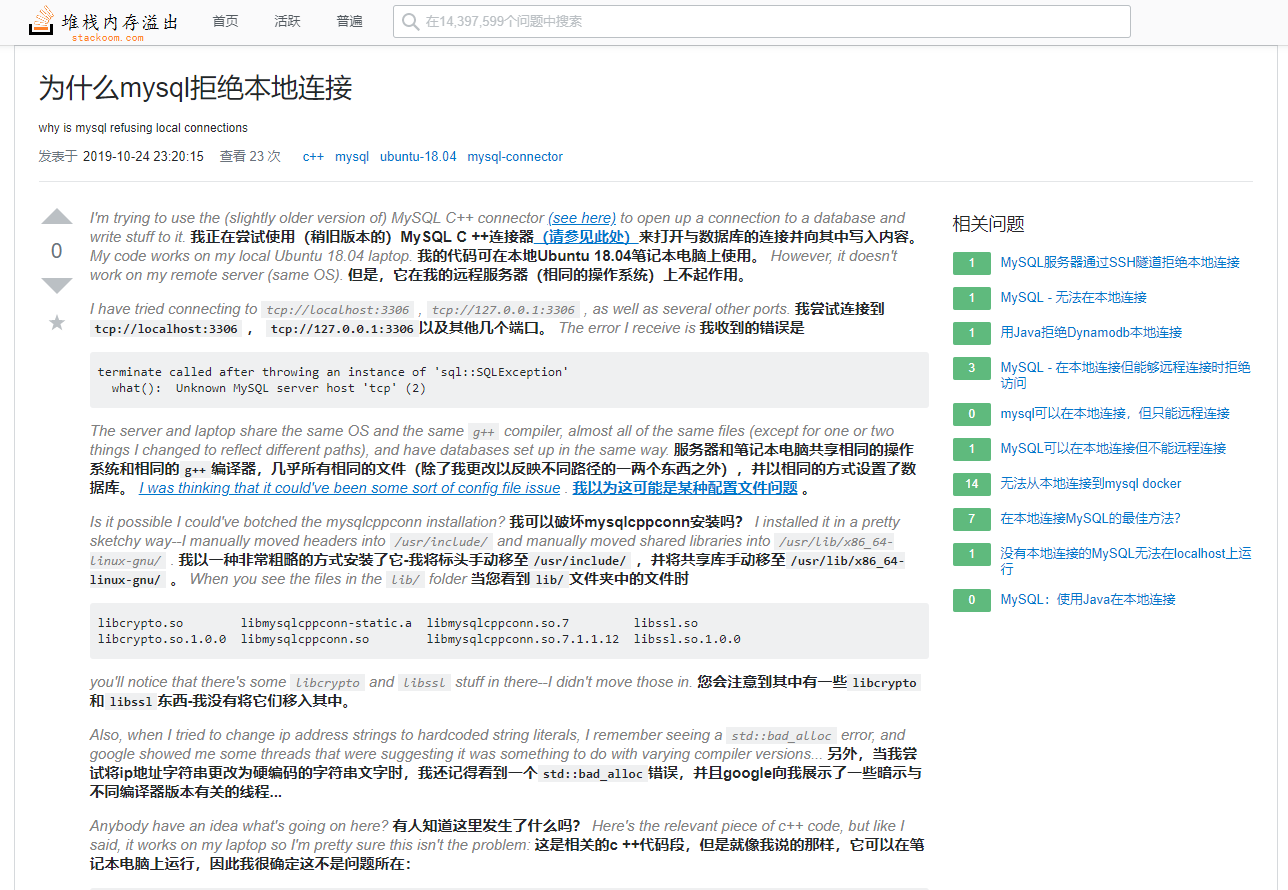 堆栈内存溢出 首页 活跃 普遍 在14,397,599个问题中搜索
stackoom.com
为什么mysql拒绝本地连接
why is mysql refusing local connections
发表于 2019-10-24 23:20:15 查看 23 次 c++ mysql ubuntu-18.04 mysql-connector
0
I'm trying to use the (slightly older version of) MySQL C++ connector (see here) to open up a connection to a database and
write stuff to it. 我正在尝试使用（稍旧版本的）MySQL C ++连接器（请参见此处）来打开与数据库的连接并向其中写入内容。
My code works on my local Ubuntu 18.04 laptop. 我的代码可在本地Ubuntu 18.04笔记本电脑上使用。 However, it doesn't
work on my remote server (same OS). 但是，它在我的远程服务器（相同的操作系统）上不起作用。
I have tried connecting to tcp://localhost:3306 , tcp://127.0.0.1:3306 , as well as several other ports. 我尝试连接到
tcp://localhost:3306 ， tcp://127.0.0.1:3306 以及其他几个端口。 The error I receive is 我收到的错误是
terminate called after throwing an instance of 'sql::SQLException'
what(): Unknown MySQL server host 'tcp' (2)
The server and laptop share the same OS and the same g++ compiler, almost all of the same files (except for one or two
things I changed to reflect different paths), and have databases set up in the same way. 服务器和笔记本电脑共享相同的操作
系统和相同的 g++ 编译器，几乎所有相同的文件（除了我更改以反映不同路径的一两个东西之外），并以相同的方式设置了数
据库。 I was thinking that it could've been some sort of config file issue . 我以为这可能是某种配置文件问题 。
Is it possible I could've botched the mysqlcppconn installation? 我可以破坏mysqlcppconn安装吗？ I installed it in a pretty
sketchy way--I manually moved headers into /usr/include/ and manually moved shared libraries into /usr/lib/x86_64-
linux-gnu/ . 我以一种非常粗略的方式安装了它-我将标头手动移至 /usr/include/ ，并将共享库手动移至 /usr/lib/x86_64-
linux-gnu/ 。 When you see the files in the lib/ folder 当您看到 lib/ 文件夹中的文件时
libcrypto.so libmysqlcppconn-static.a libmysqlcppconn.so.7 libssl.so
libcrypto.so.1.0.0 libmysqlcppconn.so libmysqlcppconn.so.7.1.1.12 libssl.so.1.0.0
you'll notice that there's some libcrypto and libssl stuff in there--I didn't move those in. 您会注意到其中有一些 libcrypto
和 libssl 东西-我没有将它们移入其中。
Also, when I tried to change ip address strings to hardcoded string literals, I remember seeing a std::bad_alloc error, and
google showed me some threads that were suggesting it was something to do with varying compiler versions... 另外，当我尝
试将ip地址字符串更改为硬编码的字符串文字时，我还记得看到一个 std::bad_alloc 错误，并且google向我展示了一些暗示与
不同编译器版本有关的线程...
Anybody have an idea what's going on here? 有人知道这里发生了什么吗？ Here's the relevant piece of c++ code, but like I
said, it works on my laptop so I'm pretty sure this isn't the problem: 这是相关的c ++代码段，但是就像我说的那样，它可以在笔
记本电脑上运行，因此我很确定这不是问题所在：
相关问题
1 MySQL服务器通过SSH隧道拒绝本地连接
1 MySQL - 无法在本地连接
1 用Java拒绝Dynamodb本地连接
3 MySQL - 在本地连接但能够远程连接时拒绝
访问
0 mysql可以在本地连接，但只能远程连接
1 MySQL可以在本地连接但不能远程连接
14 无法从本地连接到mysql docker
7 在本地连接MySQL的最佳方法？
1 没有本地连接的MySQL无法在localhost上运
行
0 MySQL：使用Java在本地连接